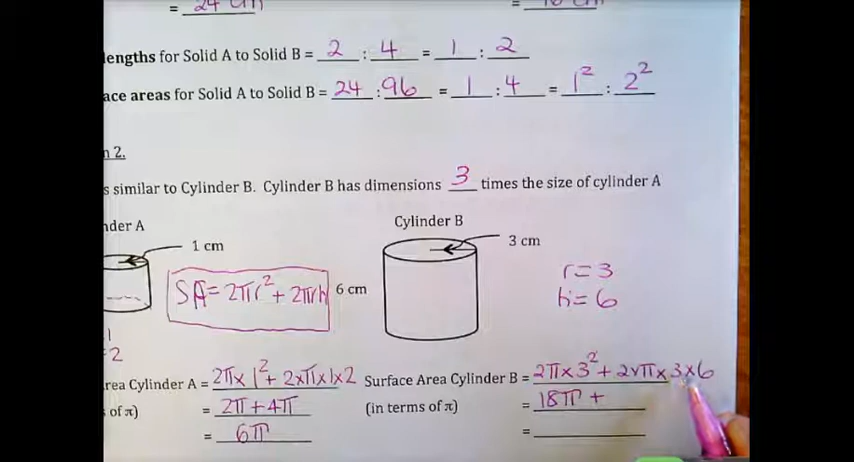 = 24 cm =
lengths for Solid A to Solid B = 2 : 4 = 1 : 2
ace areas for Solid A to Solid B = 24 : 96 = 1 : 4 = 1² : 2²
n 2.
s similar to Cylinder B. Cylinder B has dimensions 3 times the size of cylinder A
nder A
Cylinder B
1 cm
3 cm
SA = 2πr² + 2πrh
6 cm
r = 3
h = 6
1
2
rea Cylinder A = 2π×1² + 2×π×1×2
of π)
= 2π + 4π
= 6π
Surface Area Cylinder B = 2π×3² + 2×π×3×6
(in terms of π)
= 18π +
=